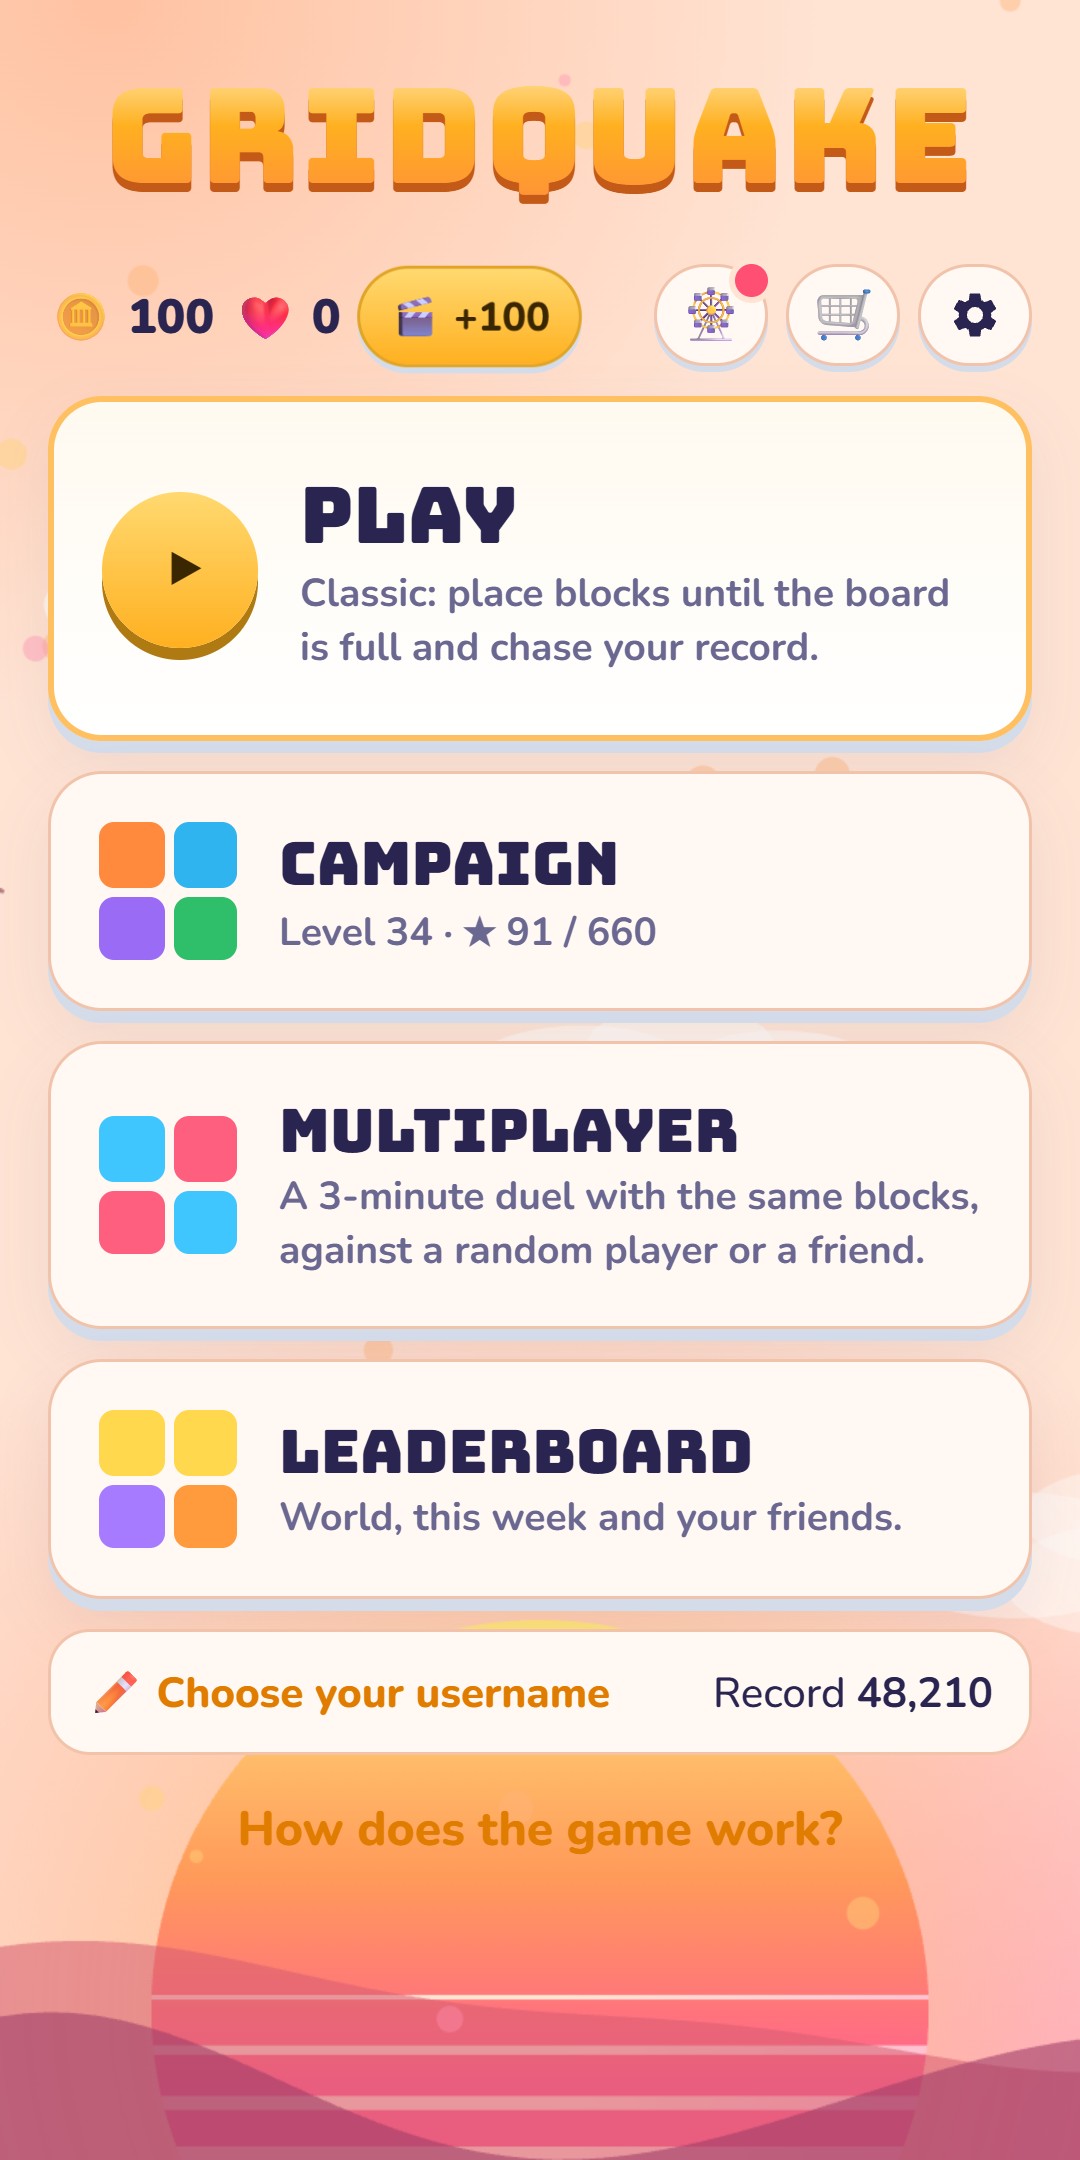 GRIDQUAKE
100 0 +100
PLAY
Classic: place blocks until the board
is full and chase your record.
CAMPAIGN
Level 34 · ★ 91 / 660
MULTIPLAYER
A 3-minute duel with the same blocks,
against a random player or a friend.
LEADERBOARD
World, this week and your friends.
Choose your username Record 48,210
How does the game work?